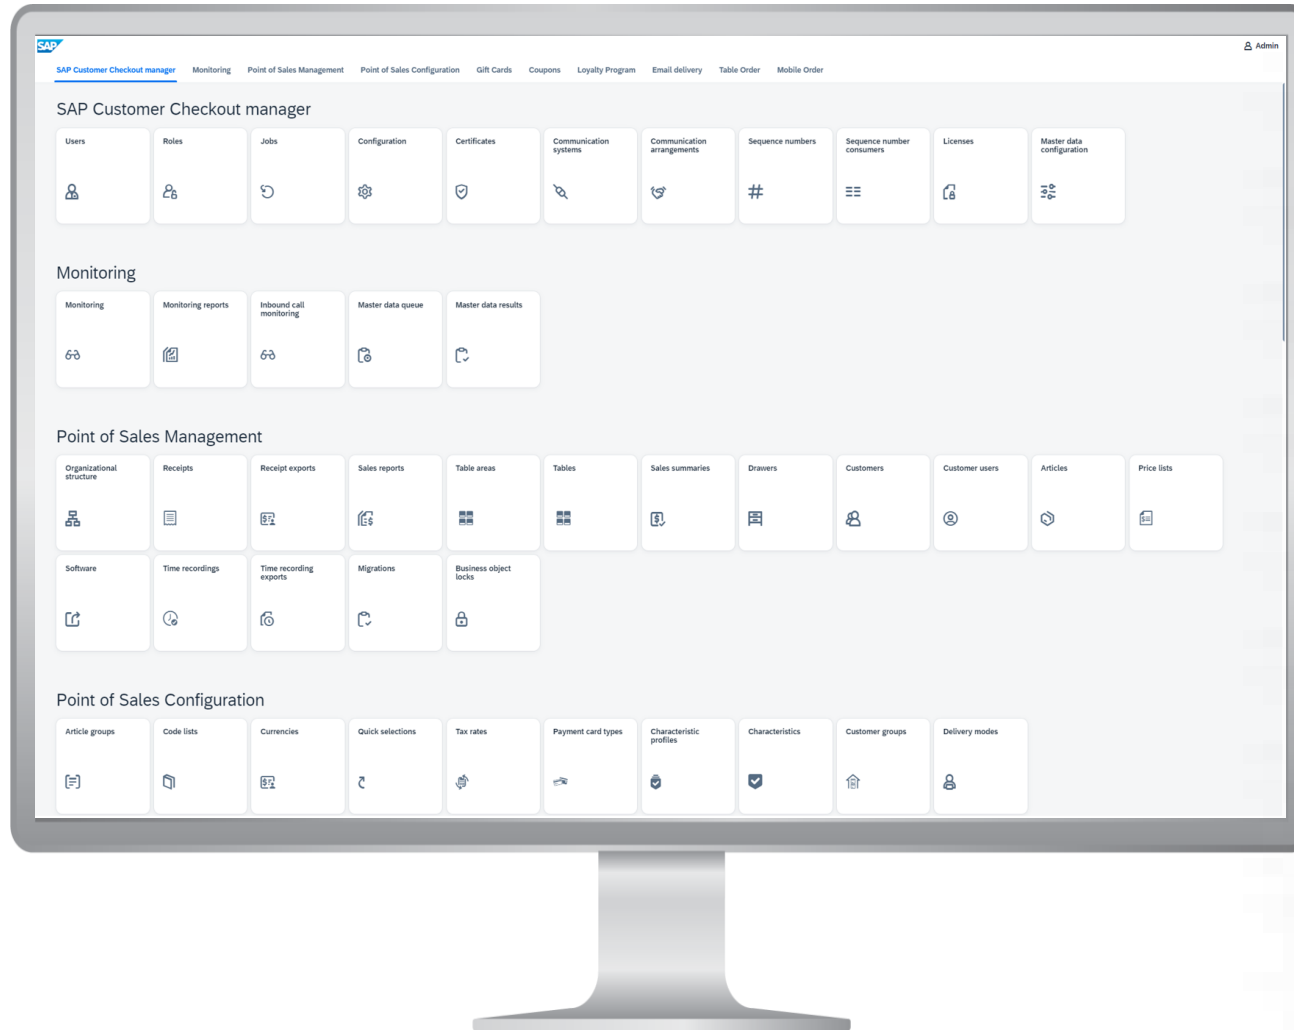 SAP
Admin
SAP Customer Checkout manager Monitoring Point of Sales Management Point of Sales Configuration Gift Cards Coupons Loyalty Program Email delivery Table Order Mobile Order
SAP Customer Checkout manager
Users Roles Jobs Configuration Certificates Communication systems Communication arrangements Sequence numbers Sequence number consumers Licenses Master data configuration
Monitoring
Monitoring Monitoring reports Inbound call monitoring Master data queue Master data results
Point of Sales Management
Organizational structure Receipts Receipt exports Sales reports Table areas Tables Sales summaries Drawers Customers Customer users Articles Price lists
Software Time recordings Time recording exports Migrations Business object locks
Point of Sales Configuration
Article groups Code lists Currencies Quick selections Tax rates Payment card types Characteristic profiles Characteristics Customer groups Delivery modes